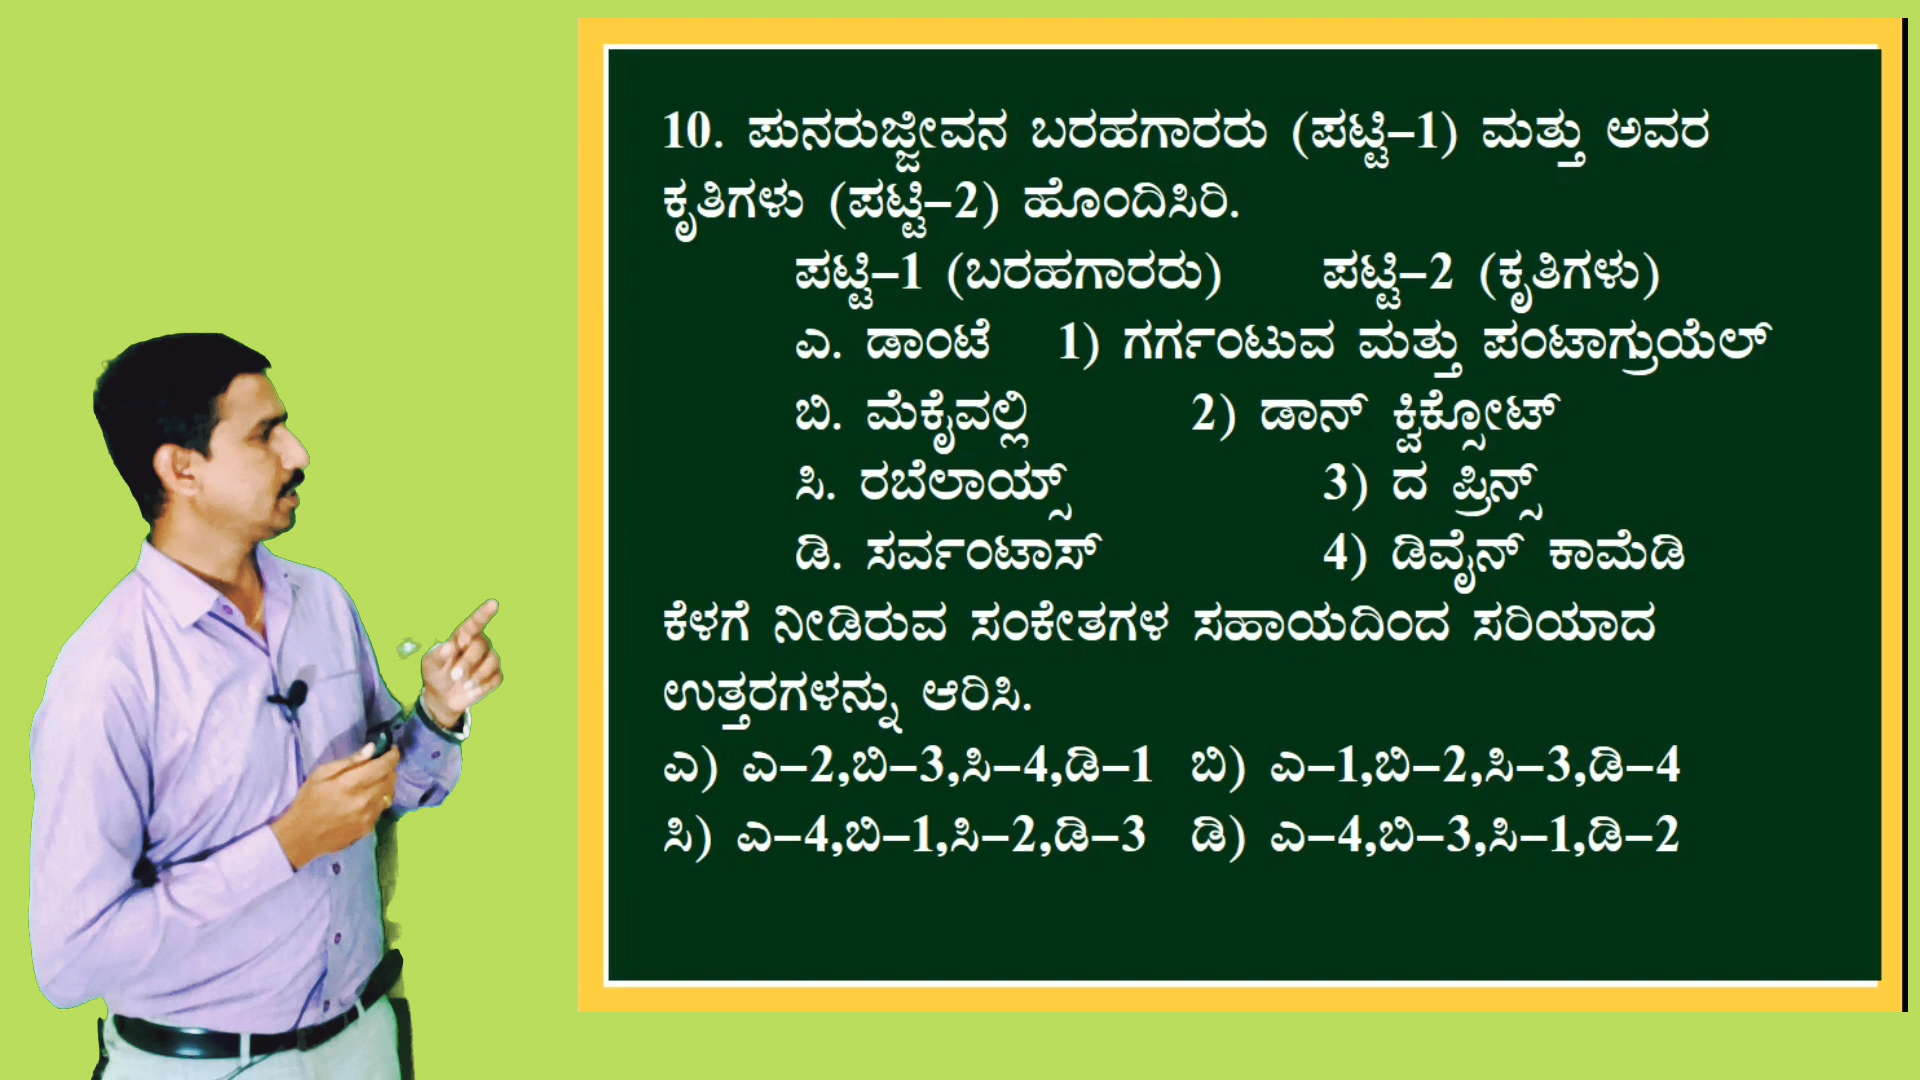 10. ಪುನರುಜ್ಜೀವನ ಬರಹಗಾರರು (ಪಟ್ಟಿ–1) ಮತ್ತು ಅವರ
ಕೃತಿಗಳು (ಪಟ್ಟಿ–2) ಹೊಂದಿಸಿರಿ.
ಪಟ್ಟಿ–1 (ಬರಹಗಾರರು) ಪಟ್ಟಿ–2 (ಕೃತಿಗಳು)
ಎ. ಡಾಂಟೆ 1) ಗರ್ಗಂಟುವ ಮತ್ತು ಪಂಟಾಗ್ರುಯೆಲ್
ಬಿ. ಮೆಕೈವಲ್ಲಿ 2) ಡಾನ್ ಕ್ವಿಕ್ಸೋಟ್
ಸಿ. ರಬೆಲಾಯ್ಸ್ 3) ದ ಪ್ರಿನ್ಸ್
ಡಿ. ಸರ್ವಂಟಾಸ್ 4) ಡಿವೈನ್ ಕಾಮೆಡಿ
ಕೆಳಗೆ ನೀಡಿರುವ ಸಂಕೇತಗಳ ಸಹಾಯದಿಂದ ಸರಿಯಾದ
ಉತ್ತರಗಳನ್ನು ಆರಿಸಿ.
ಎ) ಎ–2,ಬಿ–3,ಸಿ–4,ಡಿ–1 ಬಿ) ಎ–1,ಬಿ–2,ಸಿ–3,ಡಿ–4
ಸಿ) ಎ–4,ಬಿ–1,ಸಿ–2,ಡಿ–3 ಡಿ) ಎ–4,ಬಿ–3,ಸಿ–1,ಡಿ–2